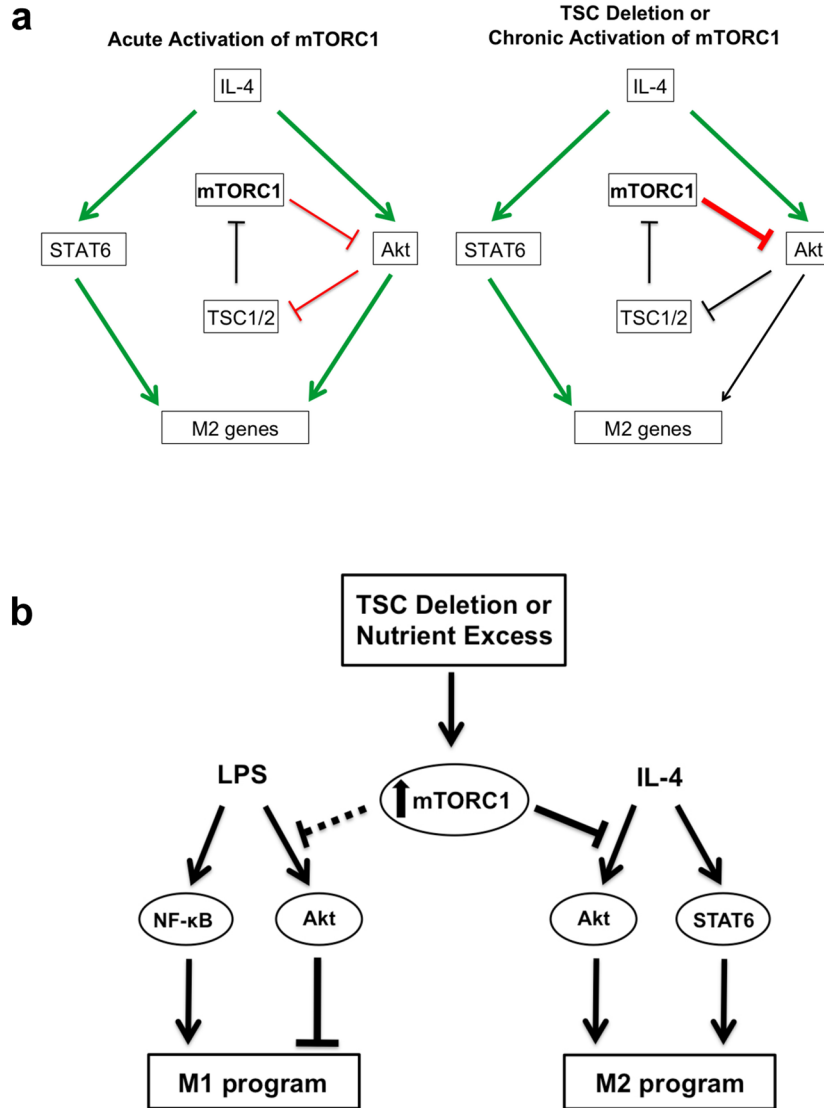 a
Acute Activation of mTORC1
IL-4
mTORC1
STAT6
Akt
TSC1/2
M2 genes
TSC Deletion or
Chronic Activation of mTORC1
IL-4
mTORC1
STAT6
Akt
TSC1/2
M2 genes
b
TSC Deletion or
Nutrient Excess
LPS
mTORC1
IL-4
NF-κB
Akt
Akt
STAT6
M1 program
M2 program